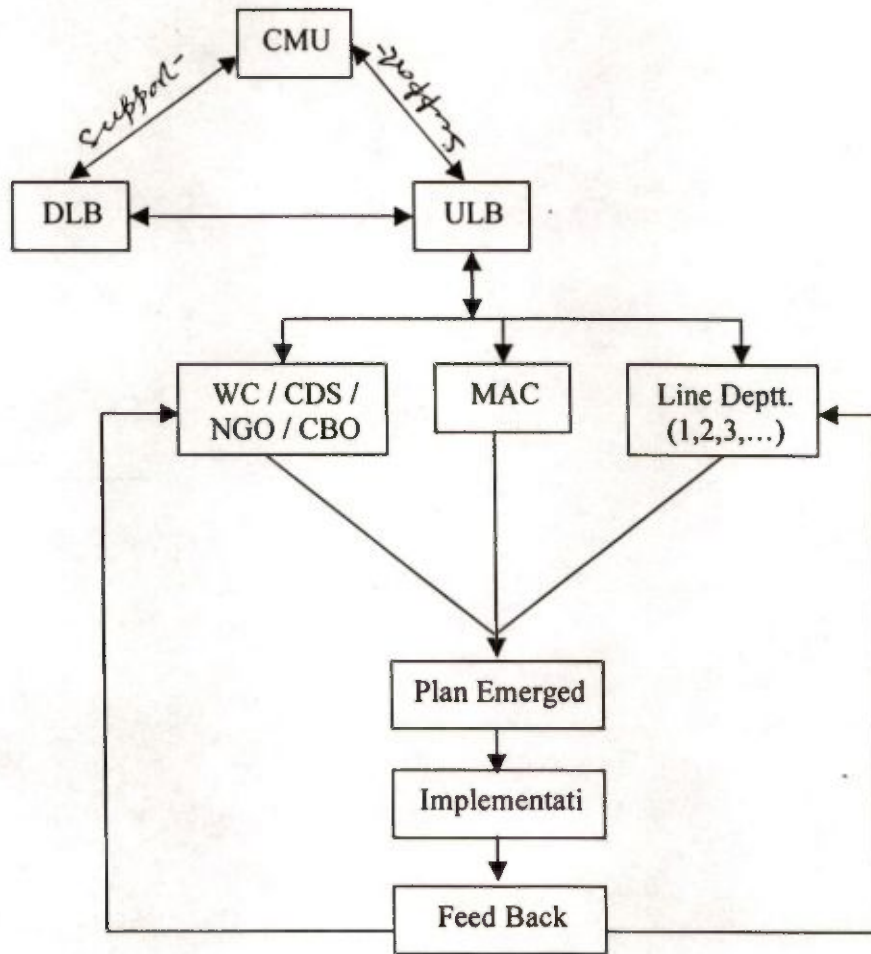 CMU
Support
Support
DLB
ULB
WC / CDS /
NGO / CBO
MAC
Line Deptt.
(1,2,3,...)
Plan Emerged
Implementati
Feed Back